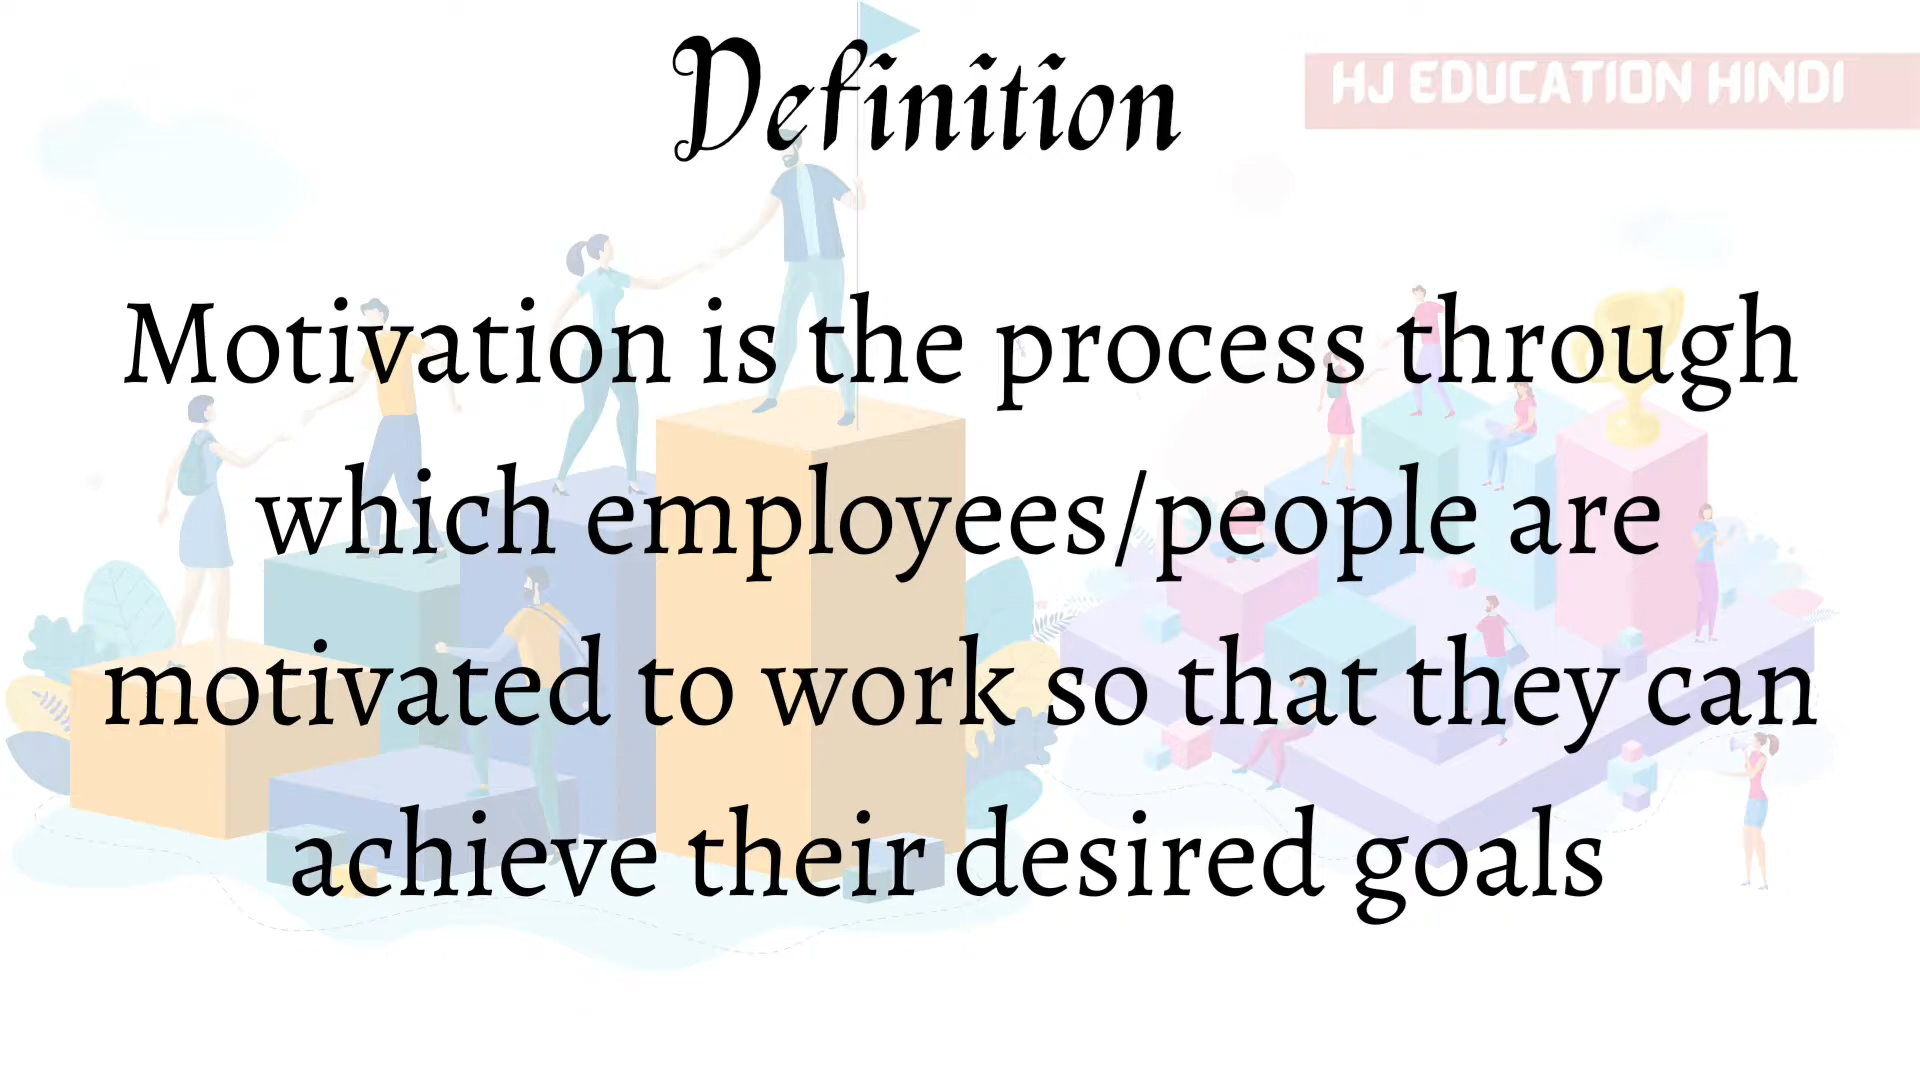 Definition
HJ EDUCATION HINDI
Motivation is the process through
which employees/people are
motivated to work so that they can
achieve their desired goals